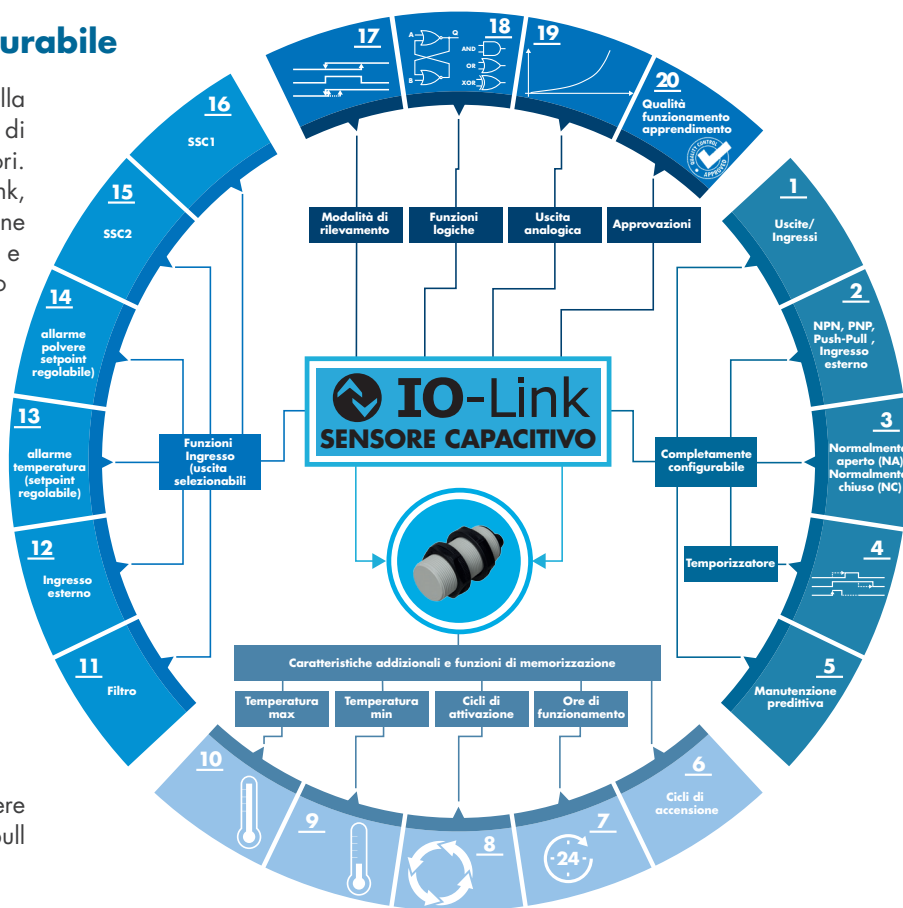 urabile
lla
di
ori.
nk,
ne
e
o
ere
oull
17
18
A
Q
B
AND
OR
XOR
19
20
Qualità
funzionamento
apprendimento
QUALITY CONTROL
APPROVED
16
SSC1
15
SSC2
14
allarme
polvere
setpoint
regolabile)
13
allarme
temperatura
(setpoint
regolabile)
12
Ingresso
esterno
11
Filtro
1
Uscite/
Ingressi
2
NPN, PNP,
Push-Pull ,
Ingresso
esterno
3
Normalmente
aperto (NA)
Normalmente
chiuso (NC)
4
5
Manutenzione
predittiva
Modalità di
rilevamento
Funzioni
logiche
Uscita
analogica
Approvazioni
IO-Link
SENSORE CAPACITIVO
Funzioni
Ingresso
(uscita
selezionabili
Completamente
configurabile
Temporizzatore
Caratteristiche addizionali e funzioni di memorizzazione
Temperatura
max
Temperatura
min
Cicli di
attivazione
Ore di
funzionamento
10
9
8
7
-24-
6
Cicli di
accensione